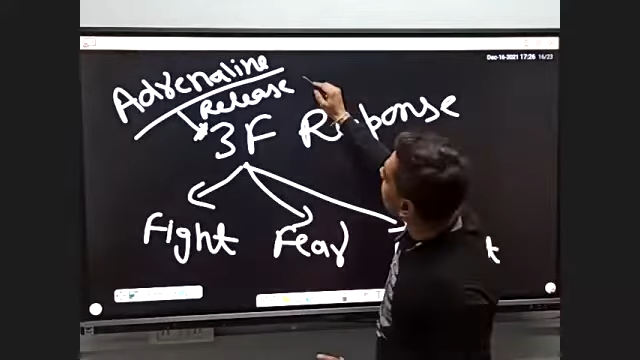 Dec-16-2021 17:26 16/23
Adrenaline
Release
3F Response
Fight Fear